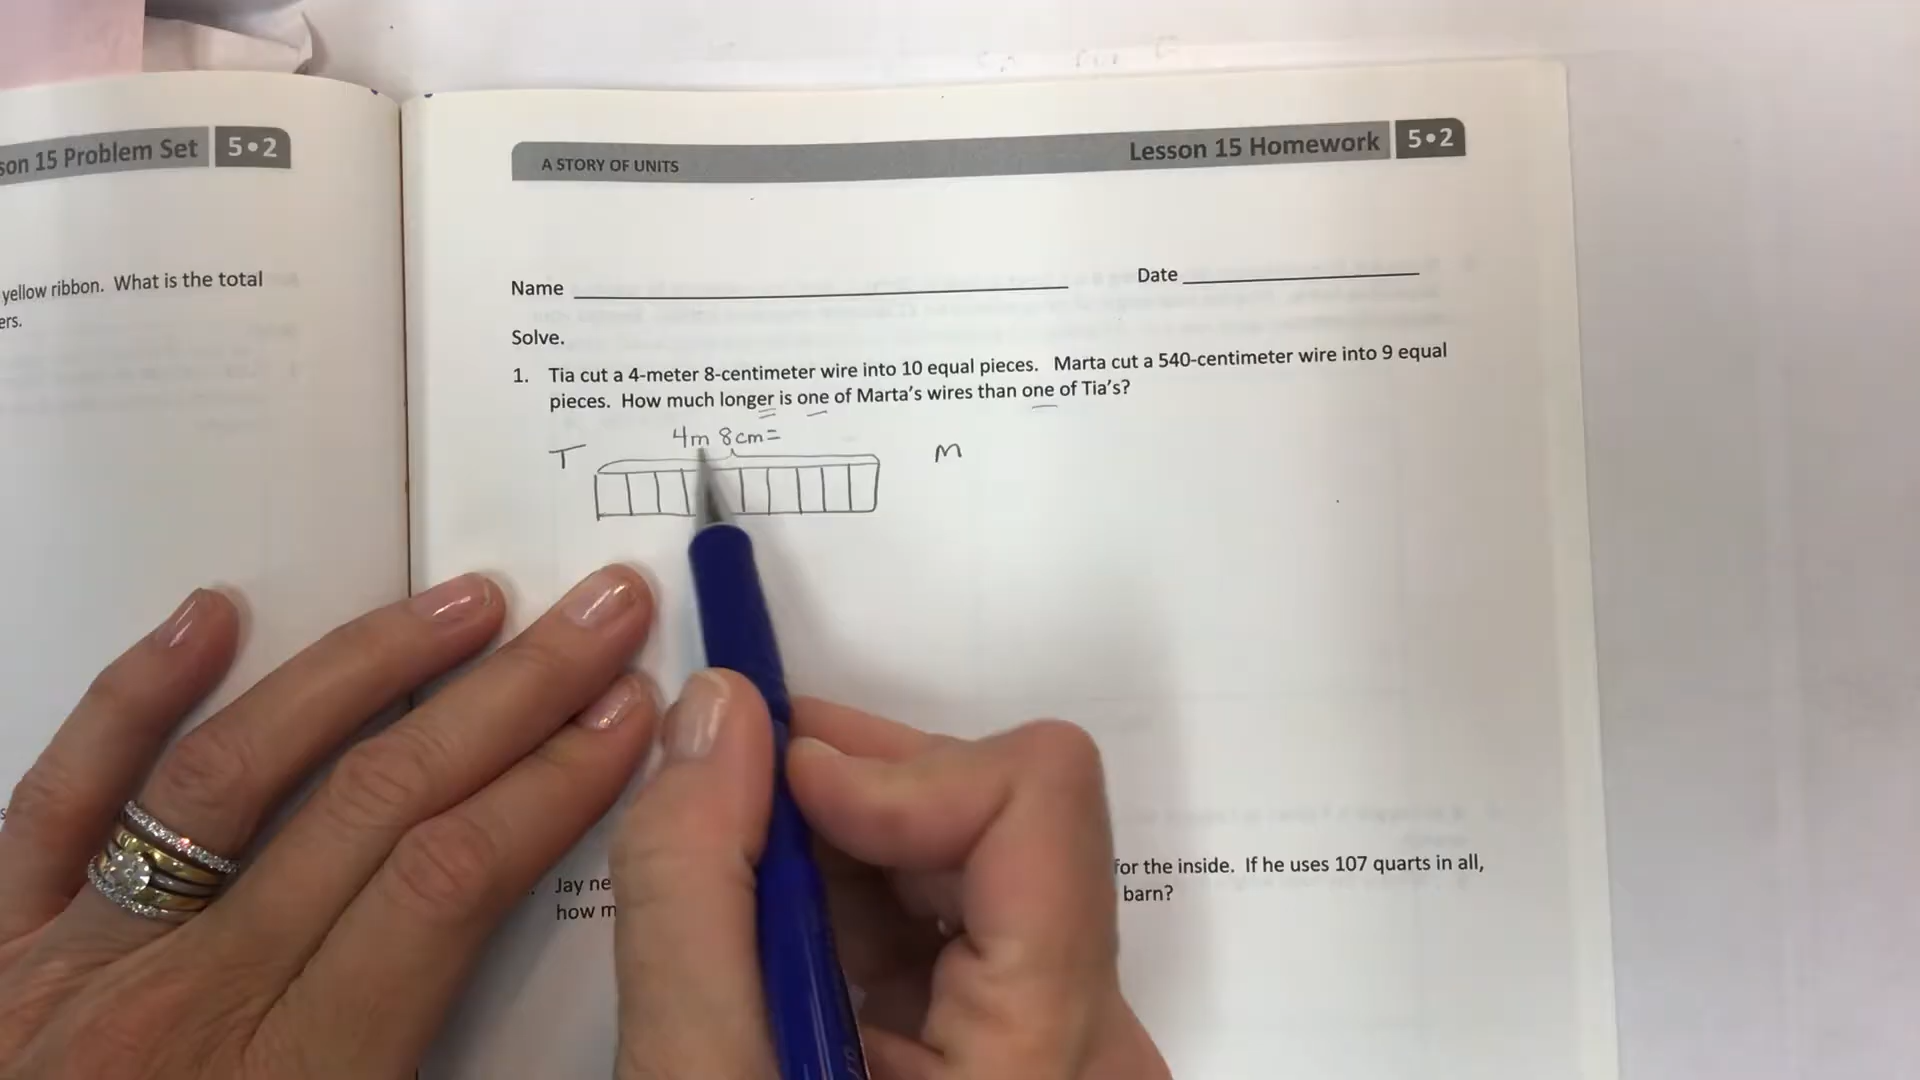 son 15 Problem Set 5•2
yellow ribbon. What is the total
ers.
A STORY OF UNITS
Lesson 15 Homework 5•2
Name
Date
Solve.
1. Tia cut a 4-meter 8-centimeter wire into 10 equal pieces. Marta cut a 540-centimeter wire into 9 equal
pieces. How much longer is one of Marta's wires than one of Tia's?
4m 8cm=
T
M
Jay ne
for the inside. If he uses 107 quarts in all,
how m
barn?